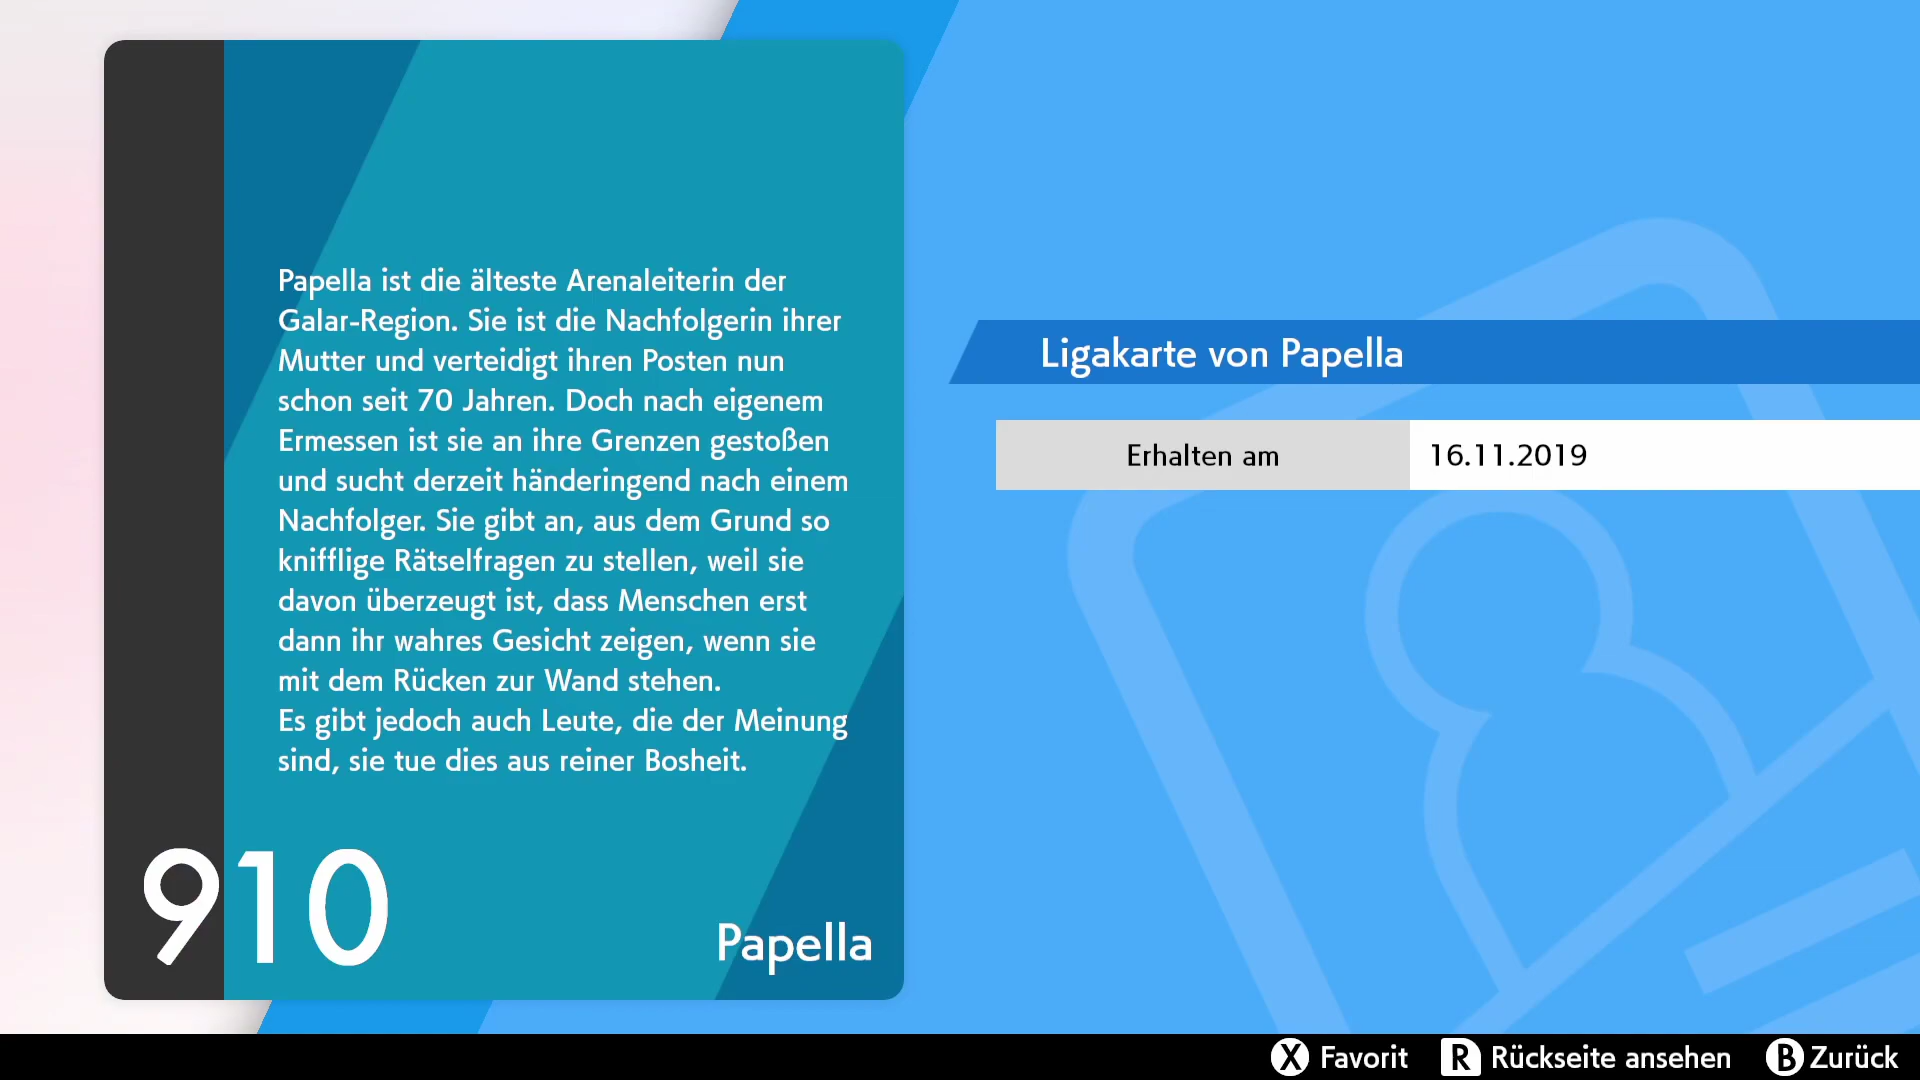 Papella ist die älteste Arenaleiterin der
Galar-Region. Sie ist die Nachfolgerin ihrer
Mutter und verteidigt ihren Posten nun
schon seit 70 Jahren. Doch nach eigenem
Ermessen ist sie an ihre Grenzen gestoßen
und sucht derzeit händeringend nach einem
Nachfolger. Sie gibt an, aus dem Grund so
knifflige Rätselfragen zu stellen, weil sie
davon überzeugt ist, dass Menschen erst
dann ihr wahres Gesicht zeigen, wenn sie
mit dem Rücken zur Wand stehen.
Es gibt jedoch auch Leute, die der Meinung
sind, sie tue dies aus reiner Bosheit.
910
Papella
Ligakarte von Papella
Erhalten am 16.11.2019
X Favorit R Rückseite ansehen B Zurück